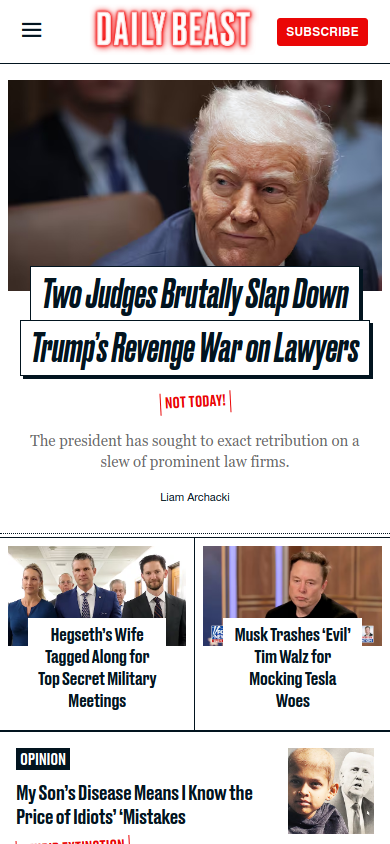 DAILY BEAST
SUBSCRIBE
Two Judges Brutally Slap Down
Trump's Revenge War on Lawyers
NOT TODAY!
The president has sought to exact retribution on a
slew of prominent law firms.
Liam Archacki
Hegseth's Wife
Tagged Along for
Top Secret Military
Meetings
Musk Trashes ‘Evil’
Tim Walz for
Mocking Tesla
Woes
OPINION
My Son's Disease Means I Know the
Price of Idiots’ ‘Mistakes